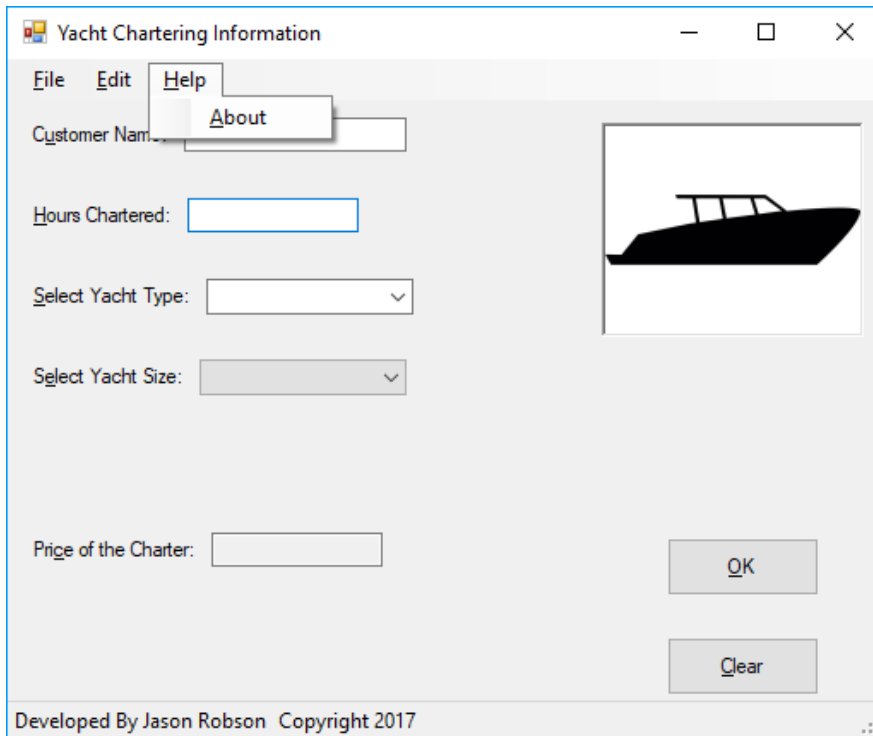 Yacht Chartering Information
File Edit Help
About
Customer Name:
Hours Chartered:
Select Yacht Type:
Select Yacht Size:
Price of the Charter:
OK
Clear
Developed By Jason Robson Copyright 2017